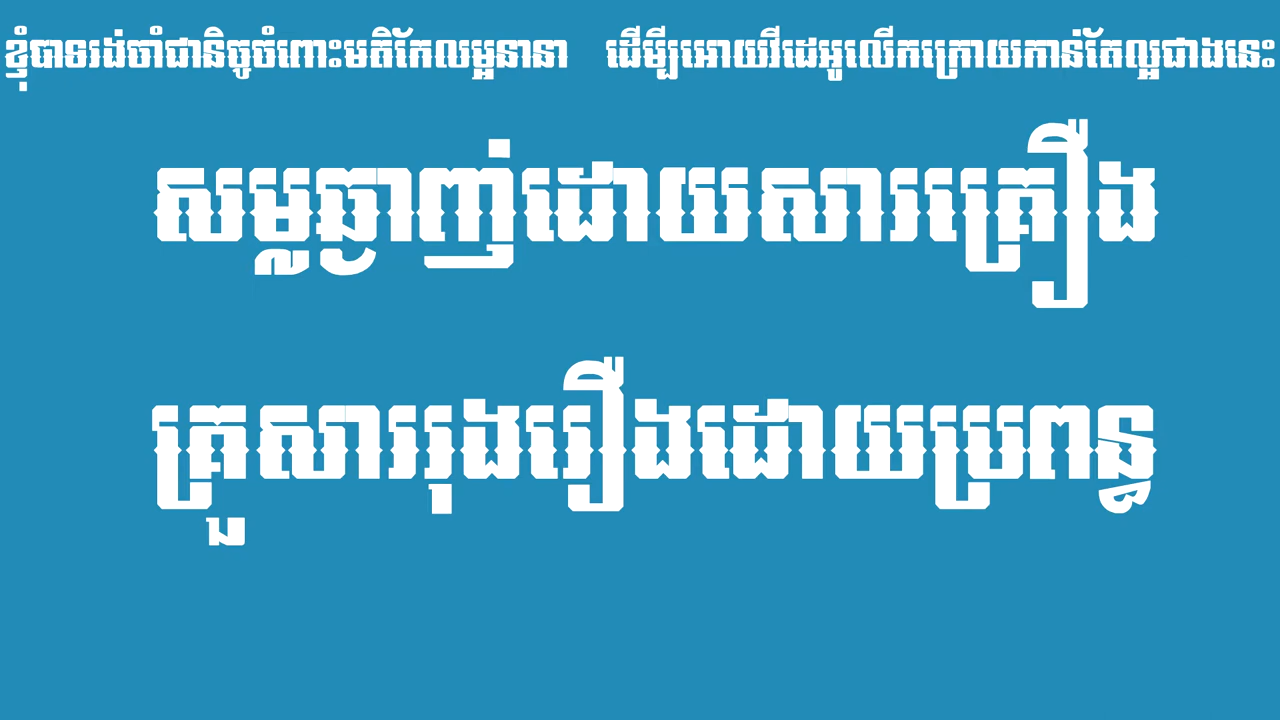 ខ្ញុំបាទរង់ចាំជានិច្ចចំពោះមតិកែលម្អនានា ដើម្បីអោយវីដេអូលើកក្រោយកាន់តែល្អជាងនេះ
សម្លឆ្ងាញ់ដោយសារគ្រឿង
គ្រួសាររុងរឿងដោយប្រពន្ធ